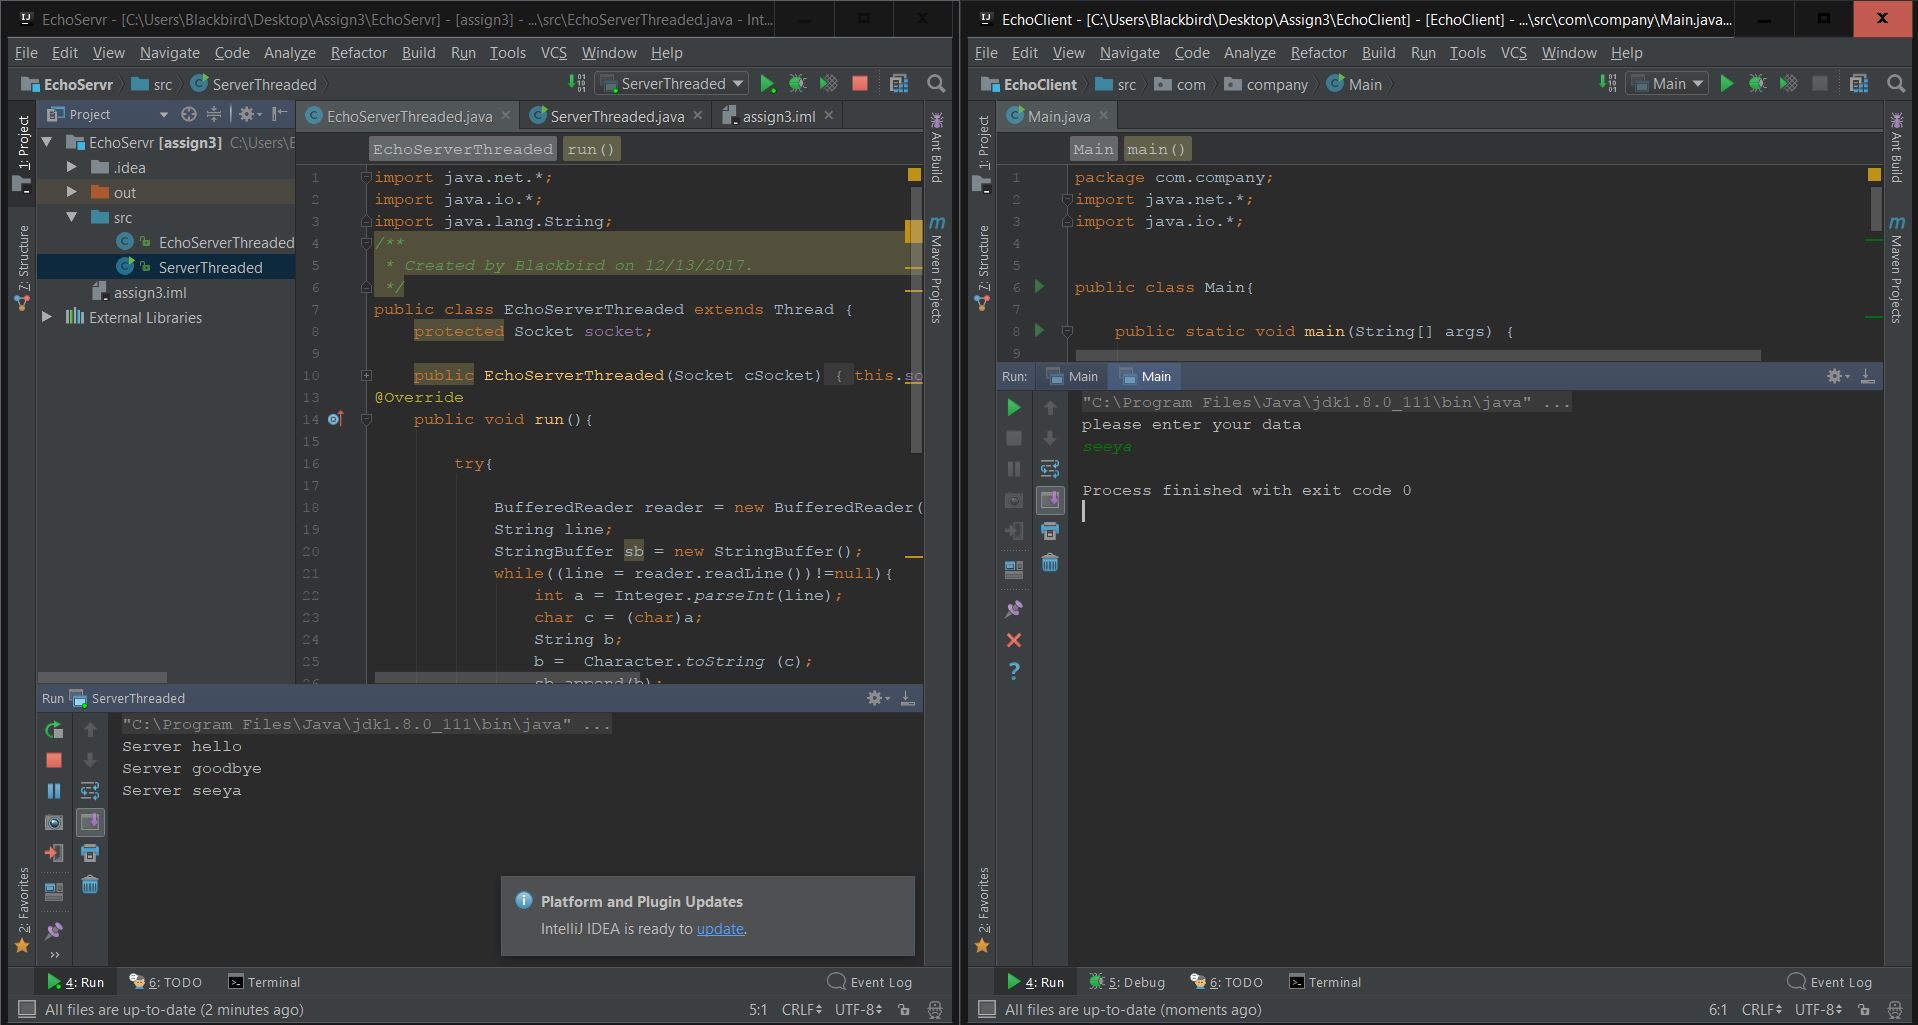 EchoServr - [C:\Users\Blackbird\Desktop\Assign3\EchoServr] - [assign3] - ...\src\EchoServerThreaded.java - Int...
File Edit View Navigate Code Analyze Refactor Build Run Tools VCS Window Help
EchoServr src ServerThreaded
ServerThreaded
Project
EchoServerThreaded.java ServerThreaded.java assign3.iml
EchoServr [assign3] C:\Users\E
.idea
out
src
EchoServerThreaded
ServerThreaded
assign3.iml
External Libraries
1: Project
7: Structure
2: Favorites
EchoServerThreaded run()
1 import java.net.*;
2 import java.io.*;
3 import java.lang.String;
4 /**
5 * Created by Blackbird on 12/13/2017.
6 */
7 public class EchoServerThreaded extends Thread {
8 protected Socket socket;
9
10 public EchoServerThreaded(Socket cSocket) { this.so
13 @Override
14 public void run(){
15
16 try{
17
18 BufferedReader reader = new BufferedReader(
19 String line;
20 StringBuffer sb = new StringBuffer();
21 while((line = reader.readLine())!=null){
22 int a = Integer.parseInt(line);
23 char c = (char)a;
24 String b;
25 b = Character.toString (c);
26 sb.append(b);
Ant Build
Maven Projects
Run ServerThreaded
"C:\Program Files\Java\jdk1.8.0_111\bin\java" ...
Server hello
Server goodbye
Server seeya
Platform and Plugin Updates
IntelliJ IDEA is ready to update.
4: Run 6: TODO Terminal Event Log
All files are up-to-date (2 minutes ago) 5:1 CRLF UTF-8
EchoClient - [C:\Users\Blackbird\Desktop\Assign3\EchoClient] - [EchoClient] - ...\src\com\company\Main.java...
File Edit View Navigate Code Analyze Refactor Build Run Tools VCS Window Help
EchoClient src com company Main
Main
Main.java
1: Project
7: Structure
2: Favorites
Main main()
1 package com.company;
2 import java.net.*;
3 import java.io.*;
4
5
6 public class Main{
7
8 public static void main(String[] args) {
9
Ant Build
Maven Projects
Run: Main Main
"C:\Program Files\Java\jdk1.8.0_111\bin\java" ...
please enter your data
seeya
Process finished with exit code 0
4: Run 5: Debug 6: TODO Terminal Event Log
All files are up-to-date (moments ago) 6:1 CRLF UTF-8